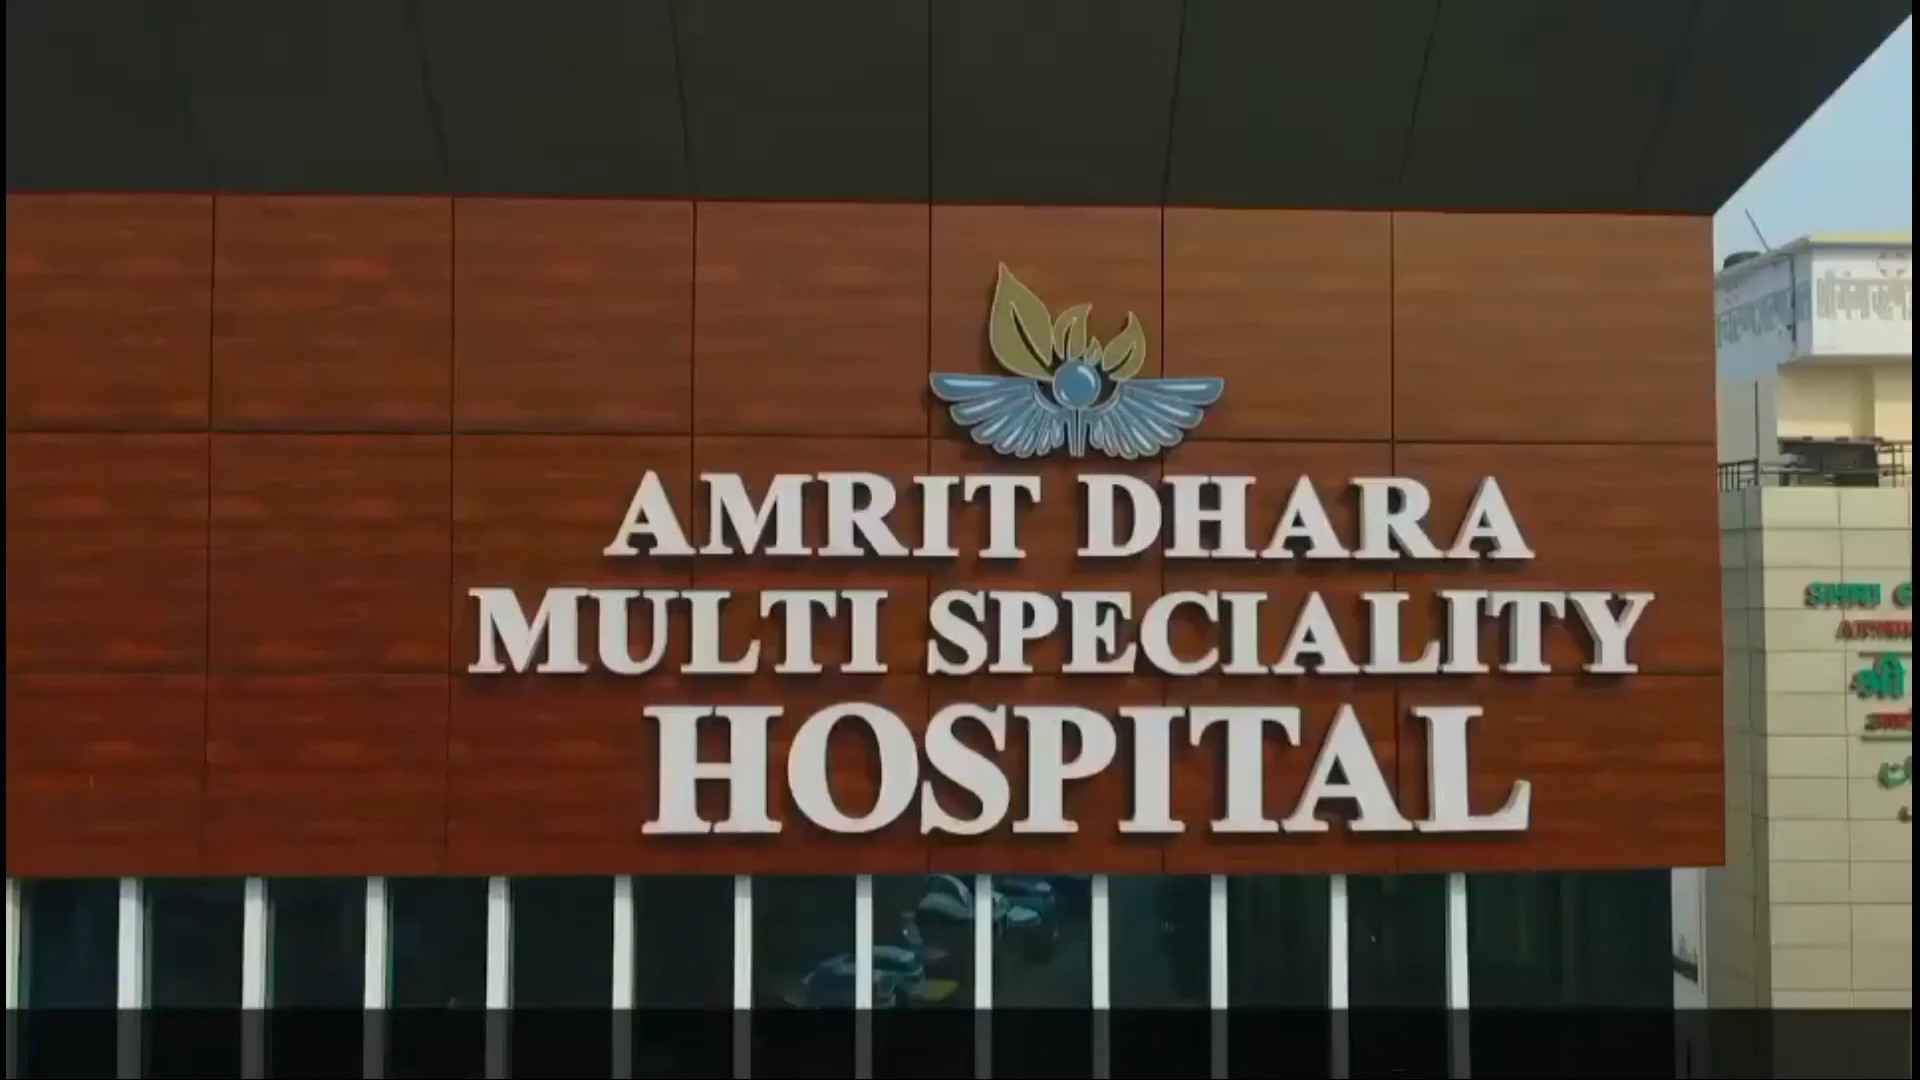 AMRIT DHARA
MULTI SPECIALITY
HOSPITAL
श्री